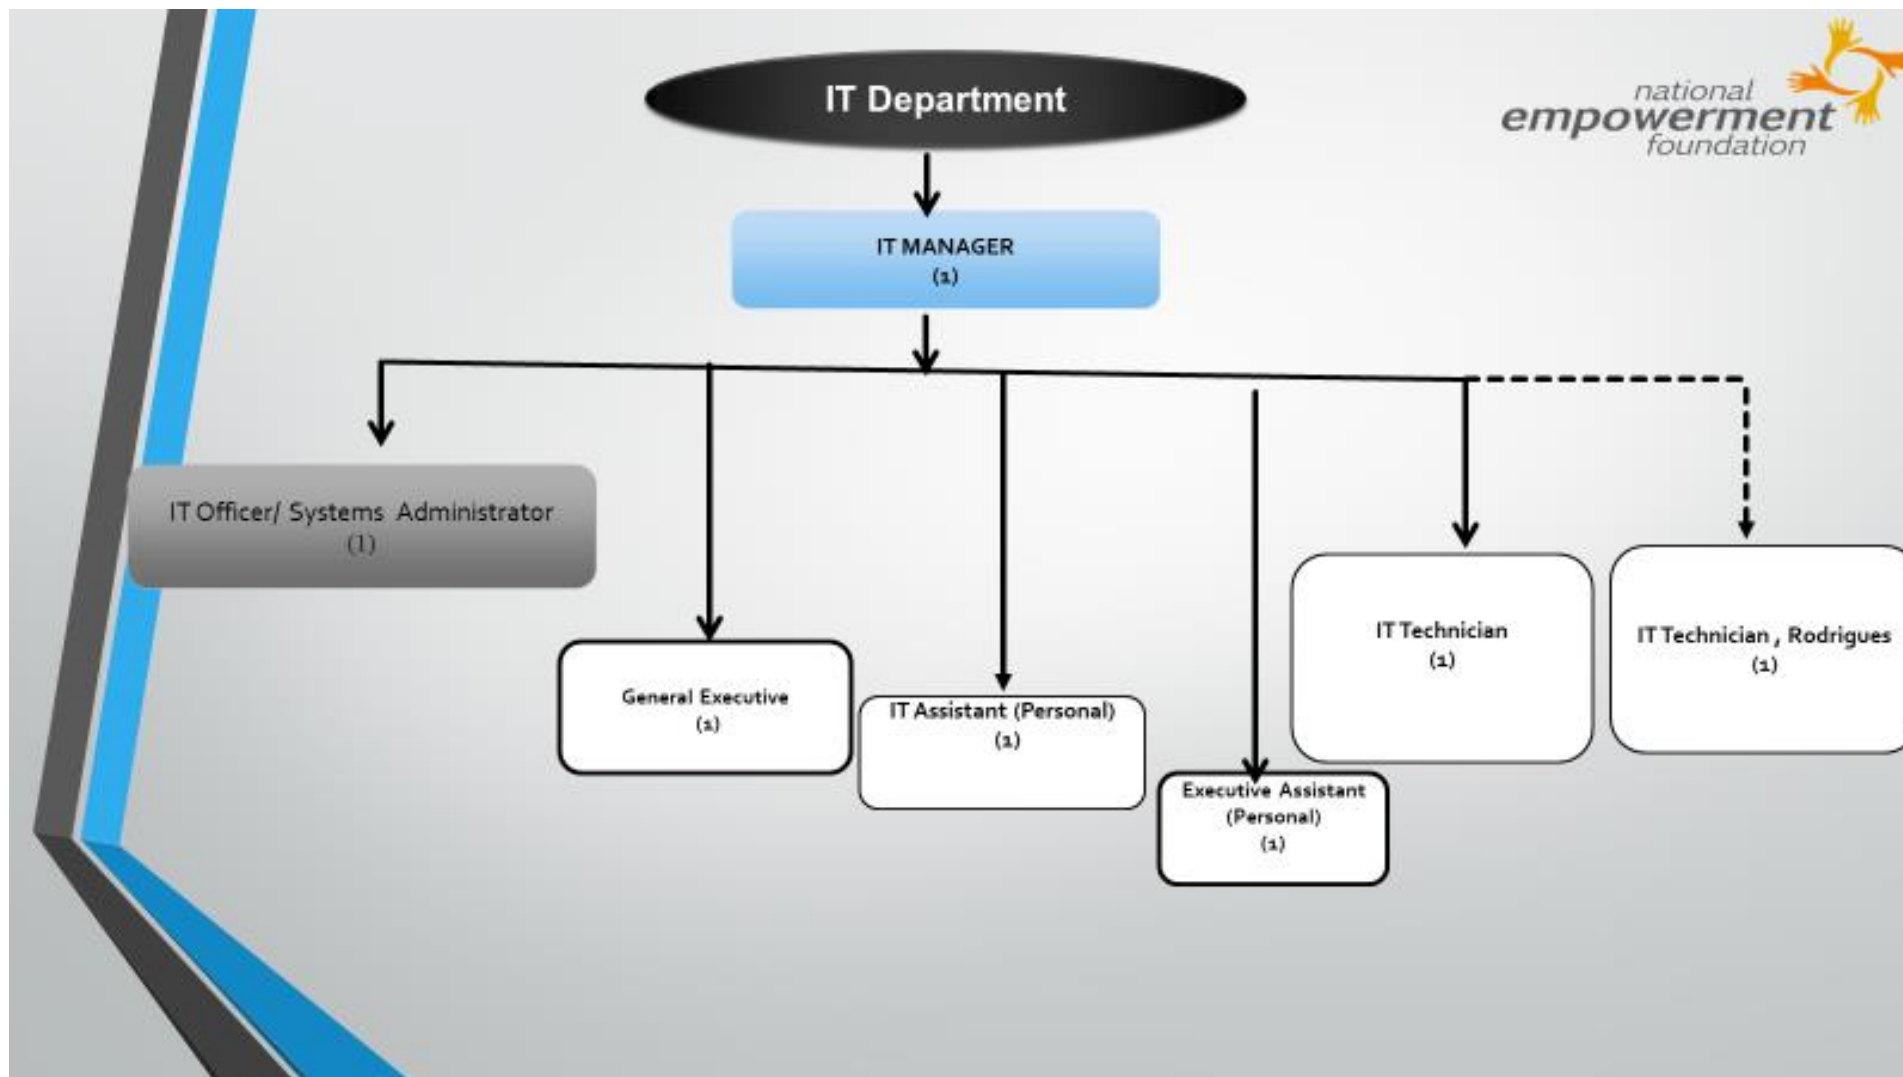 IT Department
national
empowerment
foundation
IT MANAGER
(1)
IT Officer/ Systems Administrator
(1)
General Executive
(1)
IT Assistant (Personal)
(1)
Executive Assistant
(Personal)
(1)
IT Technician
(1)
IT Technician , Rodrigues
(1)